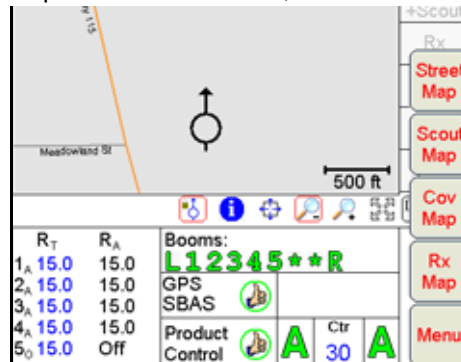 +Scout
Rx
y 115
Street
Map
Meadowland St
500 ft
Scout
Map
Cov
Map
Rx
Map
Menu
RT RA
1A 15.0 15.0
2A 15.0 15.0
3A 15.0 15.0
4A 15.0 15.0
5O 15.0 Off
Booms:
L12345**R
GPS
SBAS
Product
Control
A
Ctr
30
A